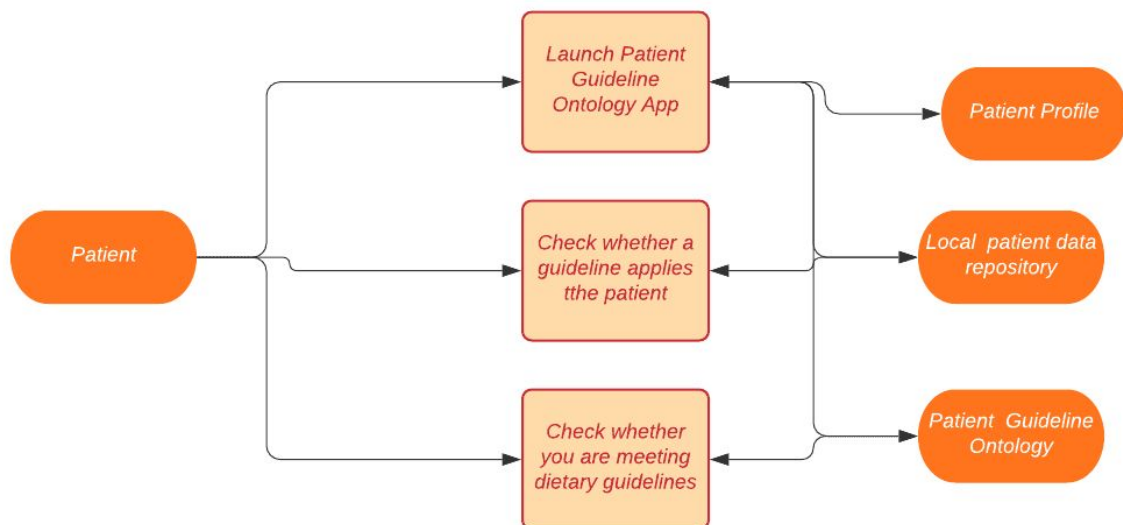 Launch Patient
Guideline
Ontology App
Patient Profile
Patient
Check whether a
guideline applies
tthe patient
Local patient data
repository
Check whether
you are meeting
dietary guidelines
Patient Guideline
Ontology